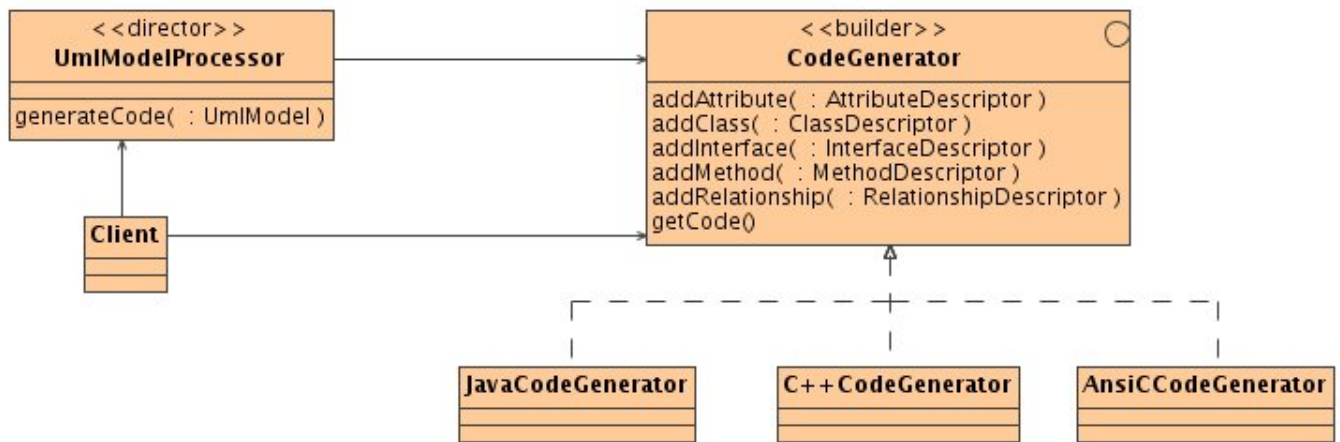 <<director>>
UmlModelProcessor
generateCode( : UmlModel )
<<builder>>
CodeGenerator
addAttribute( : AttributeDescriptor )
addClass( : ClassDescriptor )
addInterface( : InterfaceDescriptor )
addMethod( : MethodDescriptor )
addRelationship( : RelationshipDescriptor )
getCode()
Client
JavaCodeGenerator
C++CodeGenerator
AnsiCCodeGenerator